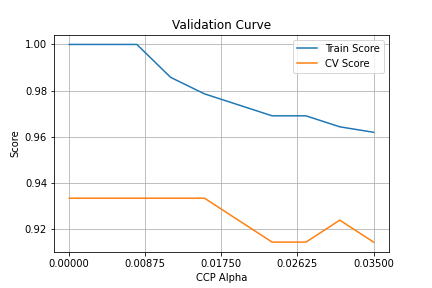 Validation Curve
1.00
0.98
0.96
0.94
0.92
Score
Train Score
CV Score
0.00000 0.00875 0.01750 0.02625 0.03500
CCP Alpha